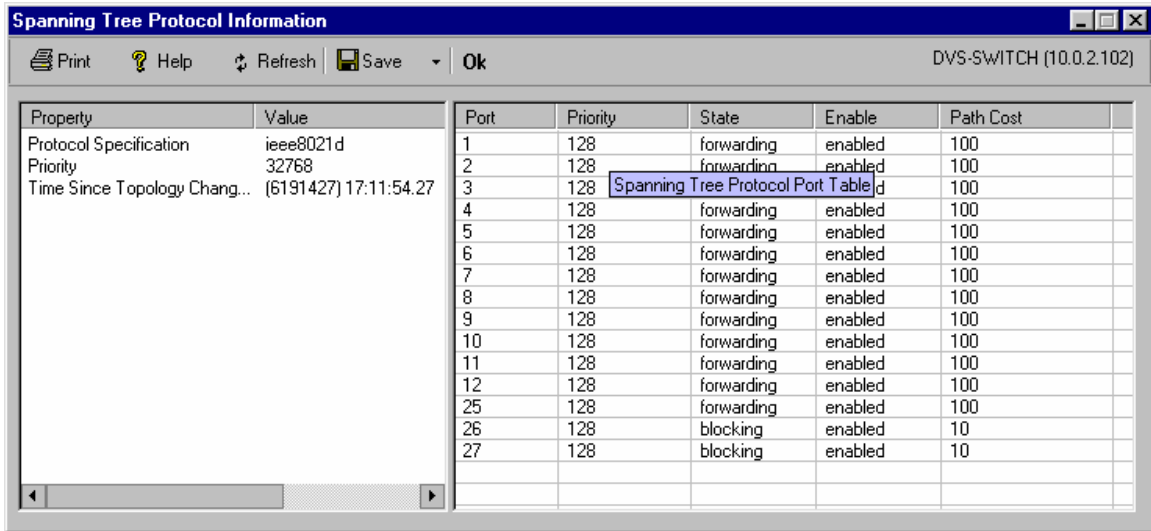 Spanning Tree Protocol Information
Print Help Refresh Save Ok DVS-SWITCH (10.0.2.102)
Property Value
Protocol Specification ieee8021d
Priority 32768
Time Since Topology Chang... (6191427) 17:11:54.27
Port Priority State Enable Path Cost
1 128 forwarding enabled 100
2 128 forwarding enabled 100
3 128 Spanning Tree Protocol Port Table d 100
4 128 forwarding enabled 100
5 128 forwarding enabled 100
6 128 forwarding enabled 100
7 128 forwarding enabled 100
8 128 forwarding enabled 100
9 128 forwarding enabled 100
10 128 forwarding enabled 100
11 128 forwarding enabled 100
12 128 forwarding enabled 100
25 128 forwarding enabled 100
26 128 blocking enabled 10
27 128 blocking enabled 10